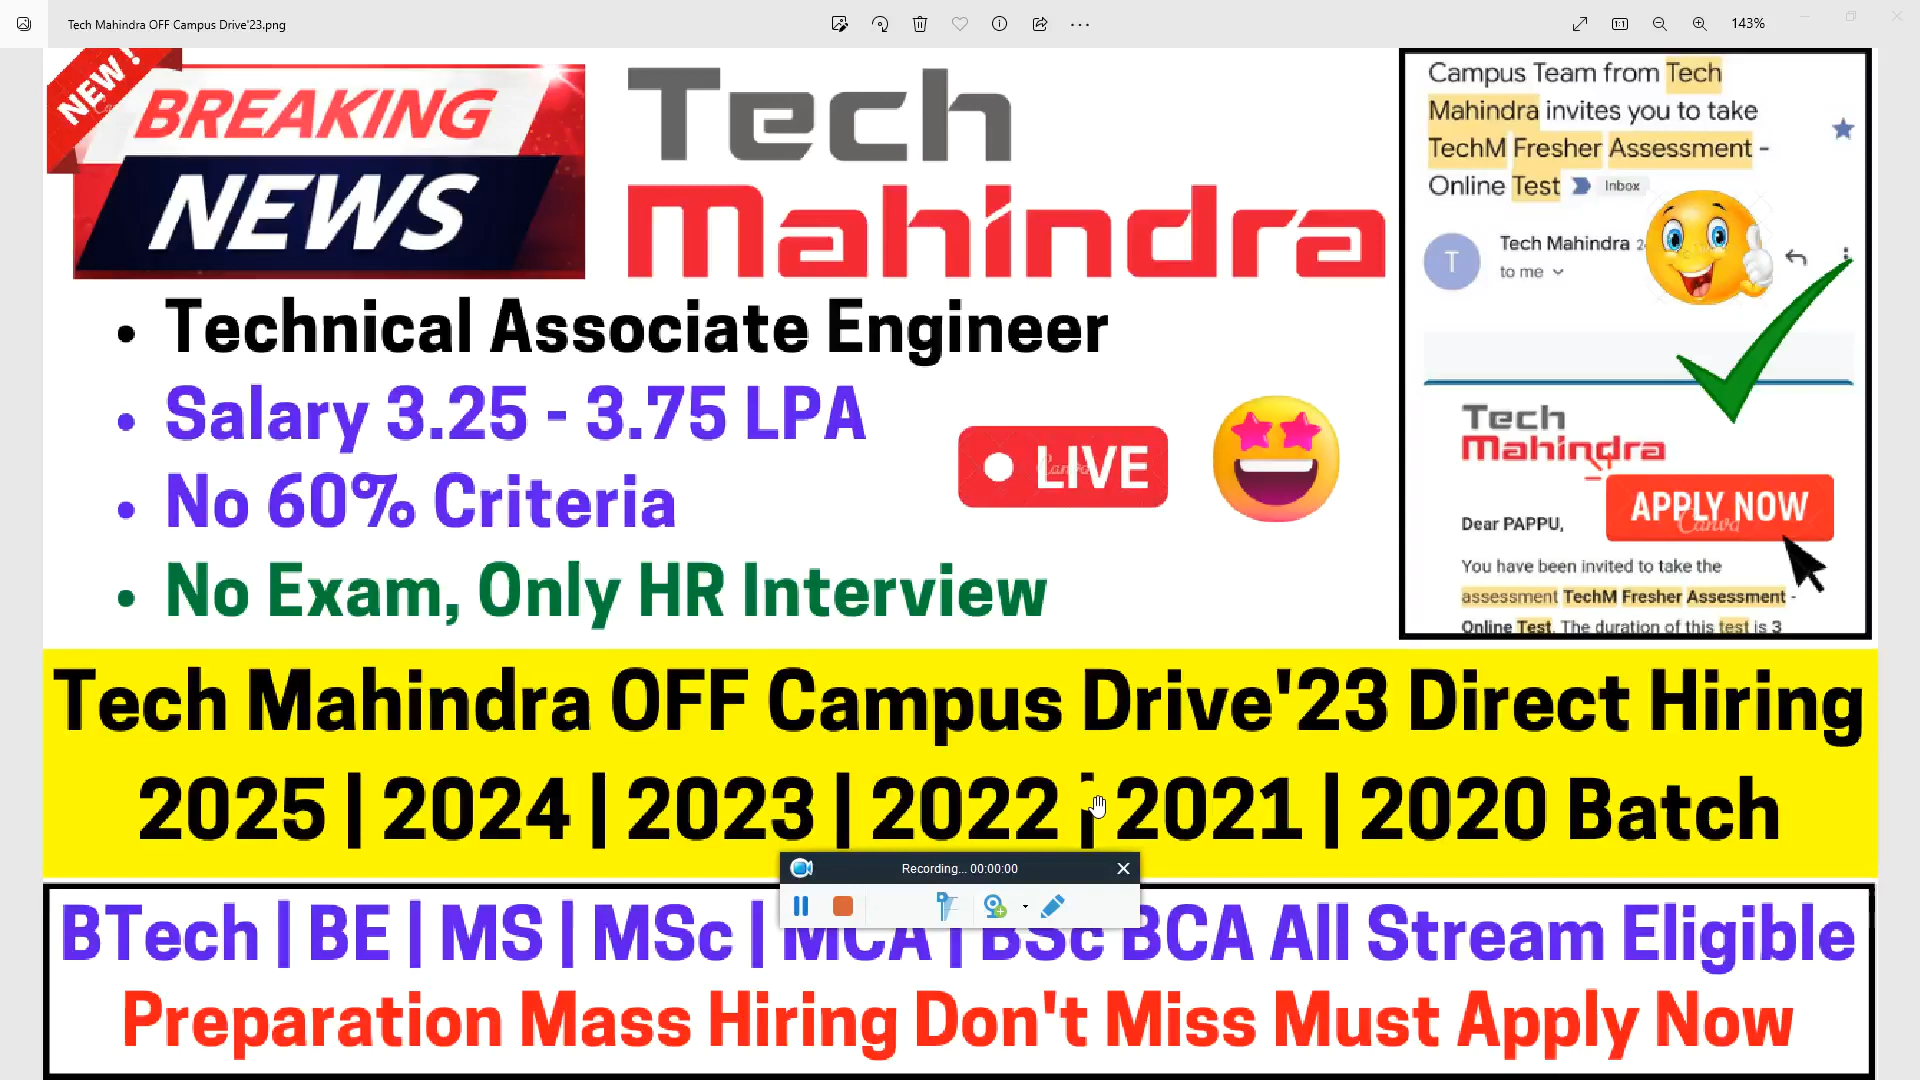 Tech Mahindra OFF Campus Drive'23.png
143%
NEW !
BREAKING
NEWS
Tech
Mahindra
• Technical Associate Engineer
• Salary 3.25 - 3.75 LPA
• No 60% Criteria
• No Exam, Only HR Interview
LIVE
Campus Team from Tech
Mahindra invites you to take
TechM Fresher Assessment -
Online Test Inbox
T
Tech Mahindra
to me
Tech
Mahindra
APPLY NOW
Canva
Dear PAPPU,
You have been invited to take the
assessment TechM Fresher Assessment -
Online Test. The duration of this test is 3
Tech Mahindra OFF Campus Drive'23 Direct Hiring
2025 | 2024 | 2023 | 2022 | 2021 | 2020 Batch
Recording... 00:00:00
BTech | BE | MS | MSc | MCA | BSc BCA All Stream Eligible
Preparation Mass Hiring Don't Miss Must Apply Now